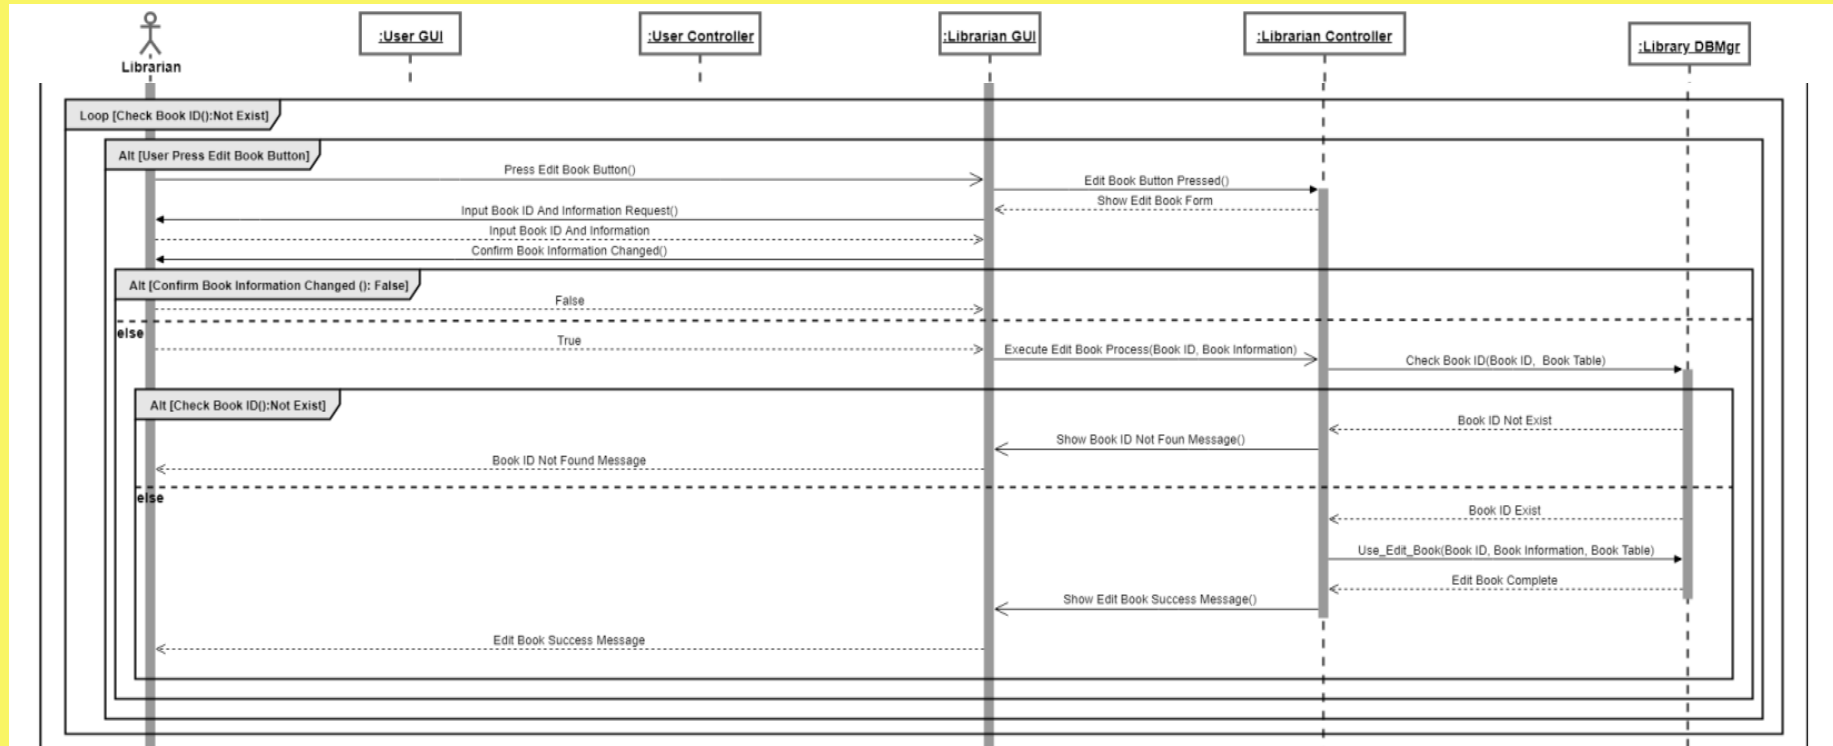 :User GUI
:User Controller
:Librarian GUI
:Librarian Controller
:Library DBMgr
Librarian
Loop [Check Book ID():Not Exist]
Alt [User Press Edit Book Button]
Press Edit Book Button()
Edit Book Button Pressed()
Show Edit Book Form
Input Book ID And Information Request()
Input Book ID And Information
Confirm Book Information Changed()
Alt [Confirm Book Information Changed (): False]
False
else
True
Execute Edit Book Process(Book ID, Book Information)
Check Book ID(Book ID, Book Table)
Alt [Check Book ID():Not Exist]
Book ID Not Exist
Show Book ID Not Foun Message()
Book ID Not Found Message
else
Book ID Exist
Use_Edit_Book(Book ID, Book Information, Book Table)
Edit Book Complete
Show Edit Book Success Message()
Edit Book Success Message